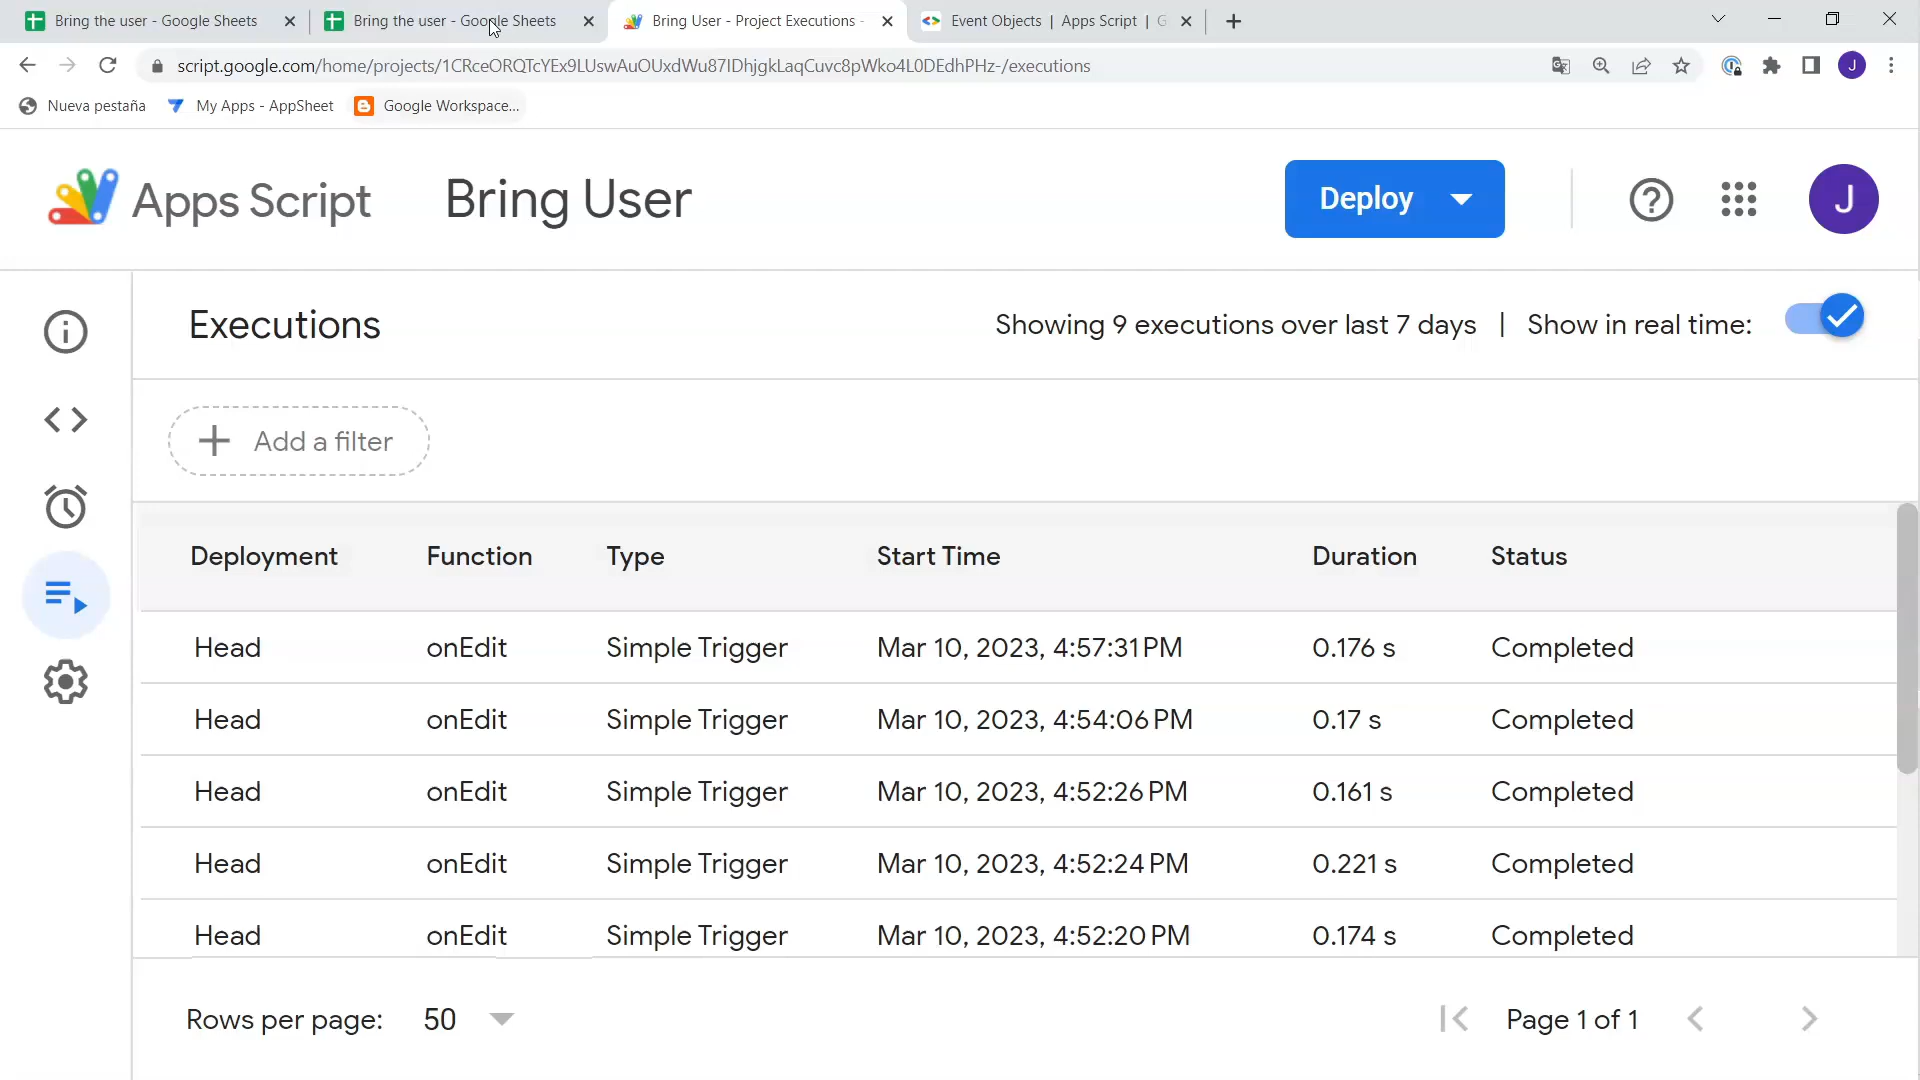 Bring the user - Google Sheets
Bring the user - Google Sheets
Bring User - Project Executions -
Event Objects | Apps Script | G
script.google.com/home/projects/1CRceORQTcYEx9LUswAuOUxdWu87IDhjgkLaqCuvc8pWko4L0DEdhPHz-/executions
J
Nueva pestaña
My Apps - AppSheet
Google Workspace...
Apps Script
Bring User
Deploy
J
Executions
Showing 9 executions over last 7 days | Show in real time:
Add a filter
Deployment Function Type Start Time Duration Status
Head onEdit Simple Trigger Mar 10, 2023, 4:57:31 PM 0.176 s Completed
Head onEdit Simple Trigger Mar 10, 2023, 4:54:06 PM 0.17 s Completed
Head onEdit Simple Trigger Mar 10, 2023, 4:52:26 PM 0.161 s Completed
Head onEdit Simple Trigger Mar 10, 2023, 4:52:24 PM 0.221 s Completed
Head onEdit Simple Trigger Mar 10, 2023, 4:52:20 PM 0.174 s Completed
Rows per page: 50
Page 1 of 1